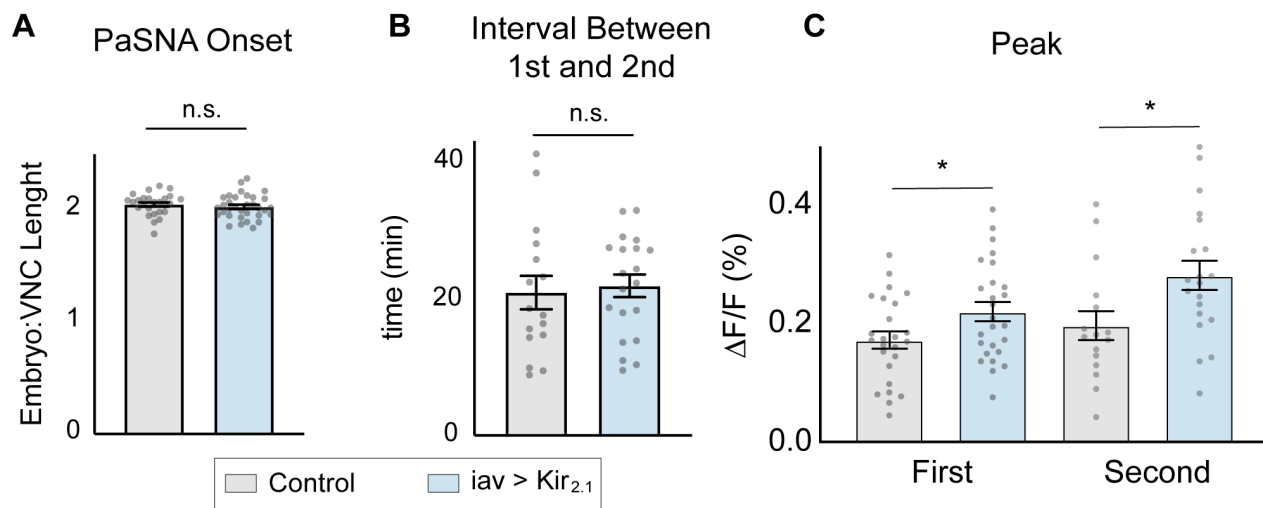 A
PaSNA Onset
n.s.
Embryo:VNC Lenght
2
1
0
B
Interval Between
1st and 2nd
n.s.
time (min)
40
20
0
C
Peak
*
*
ΔF/F (%)
0.4
0.2
0.0
First
Second
Control
iav > Kir2.1